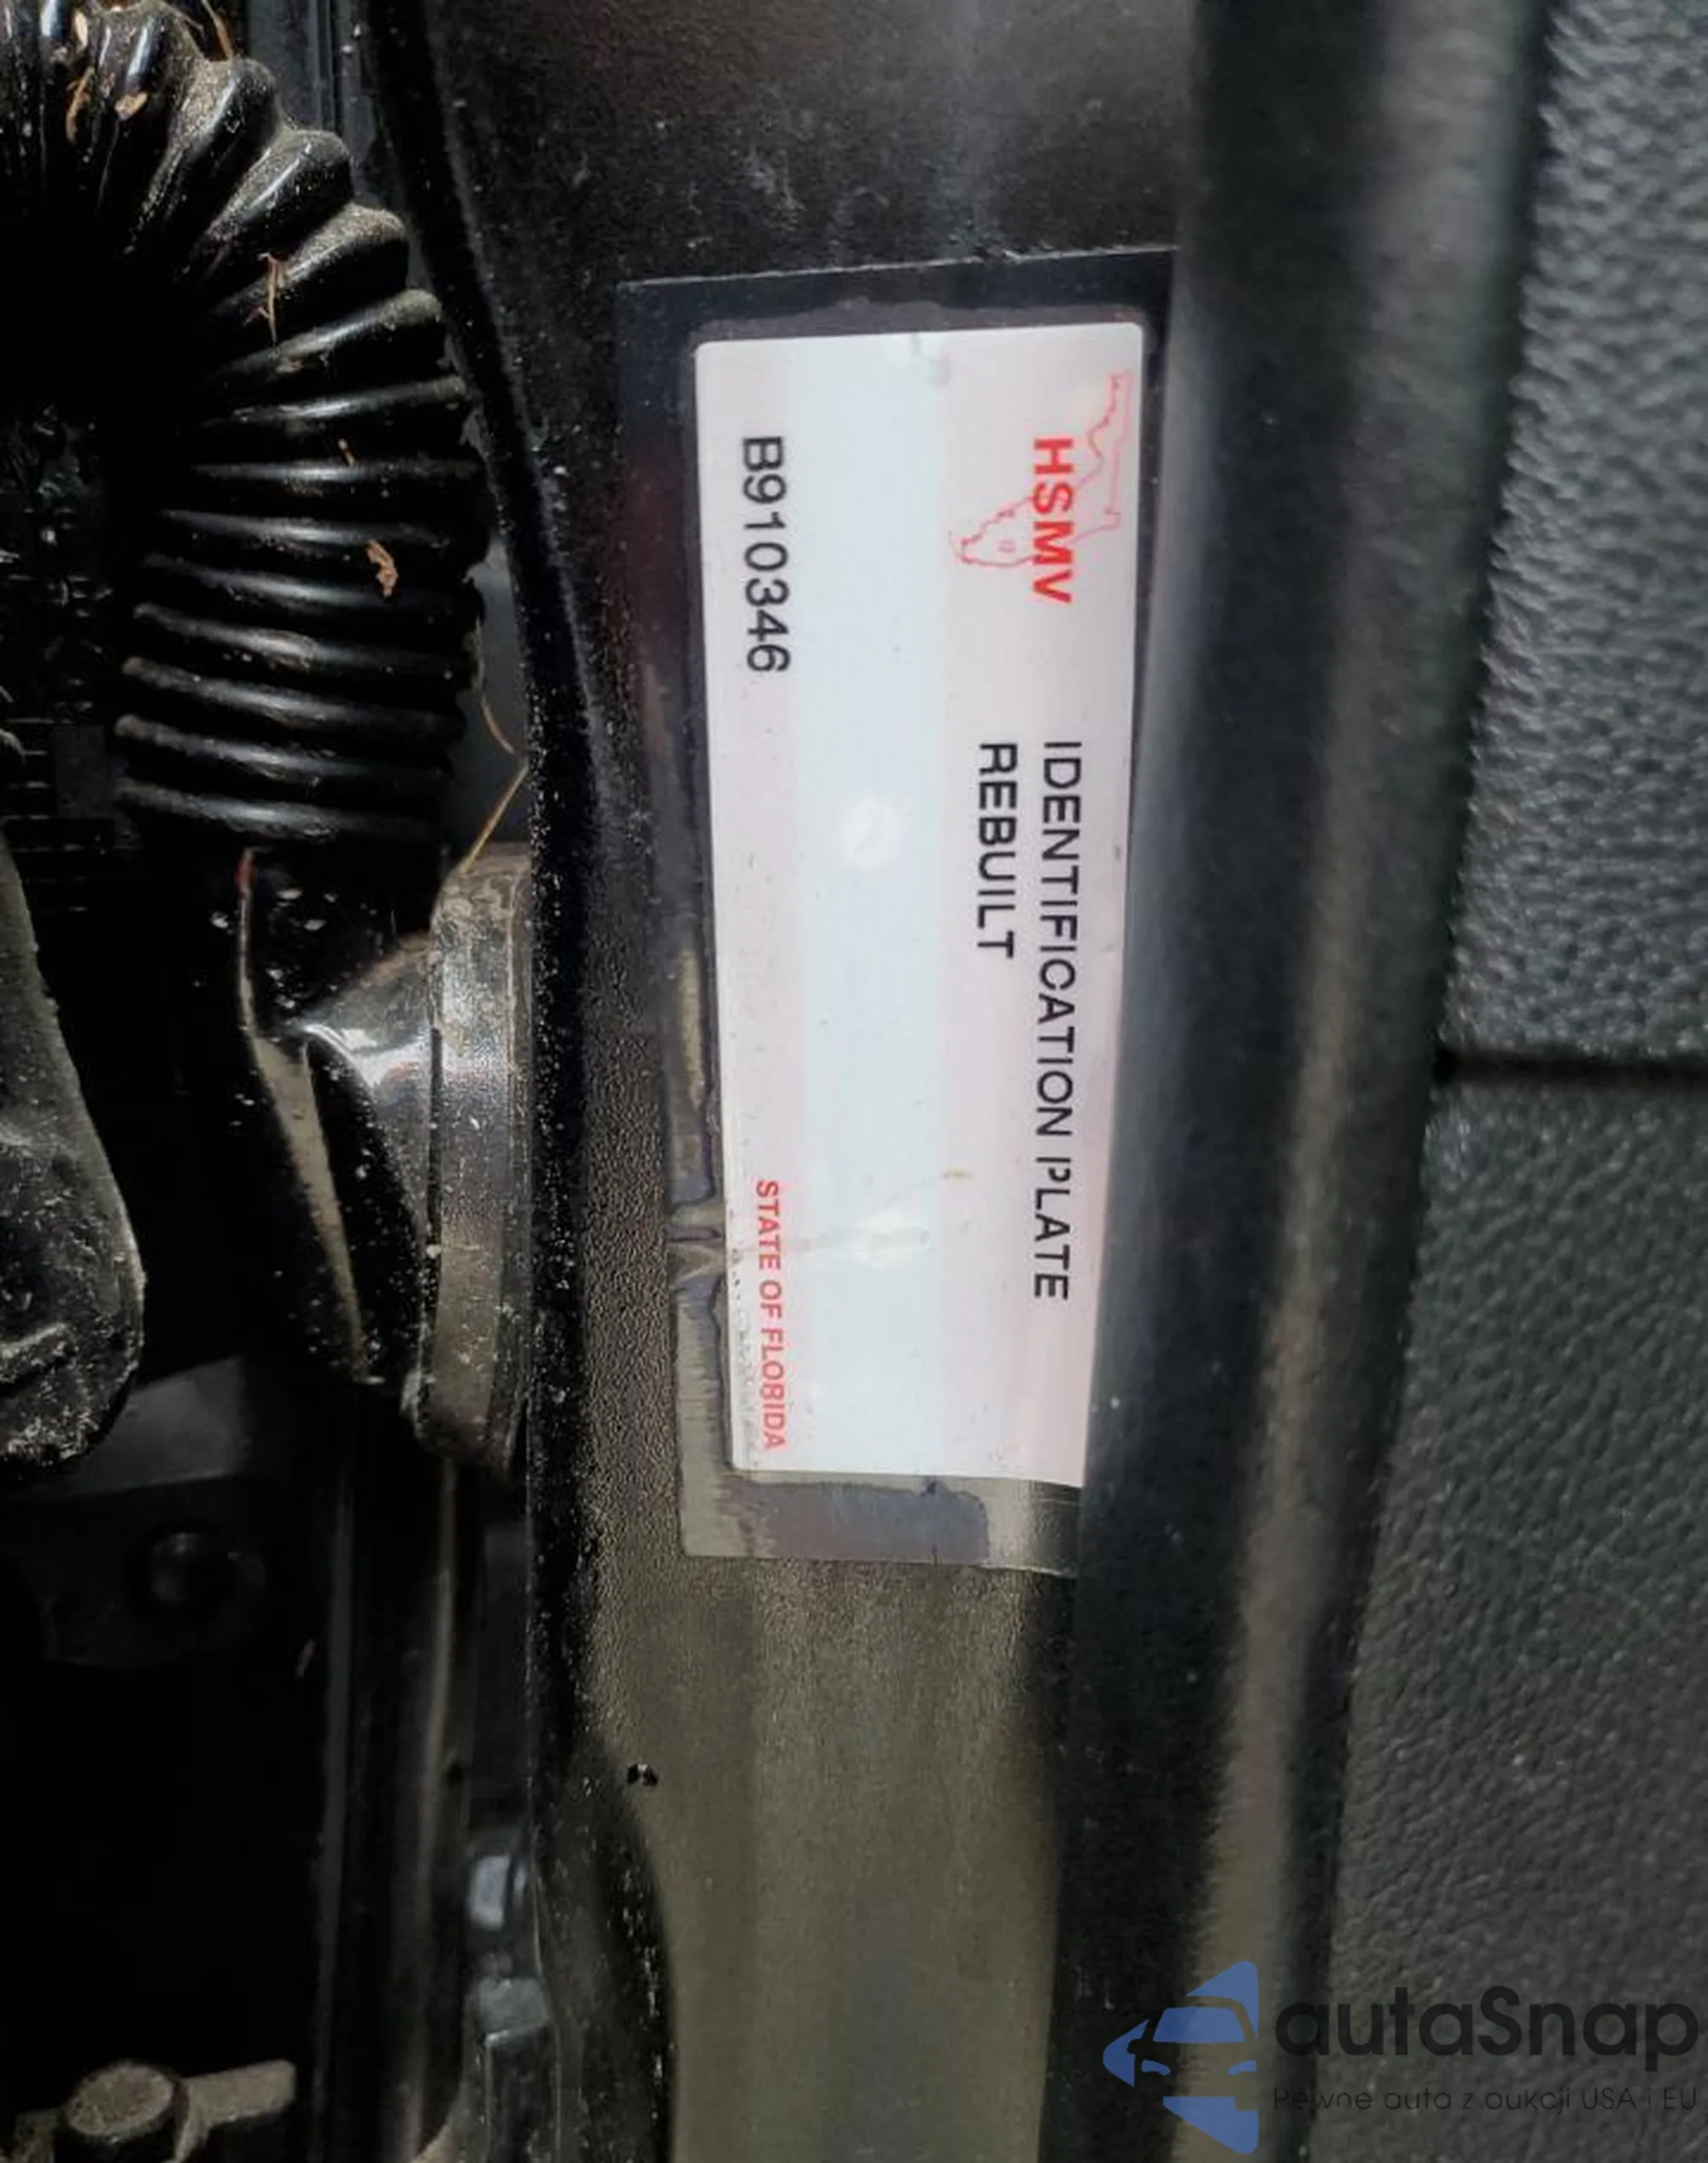 HSMV
IDENTIFICATION PLATE
REBUILT
B910346
STATE OF FLORIDA
autaSnap
Pewne auta z aukcji USA i EU